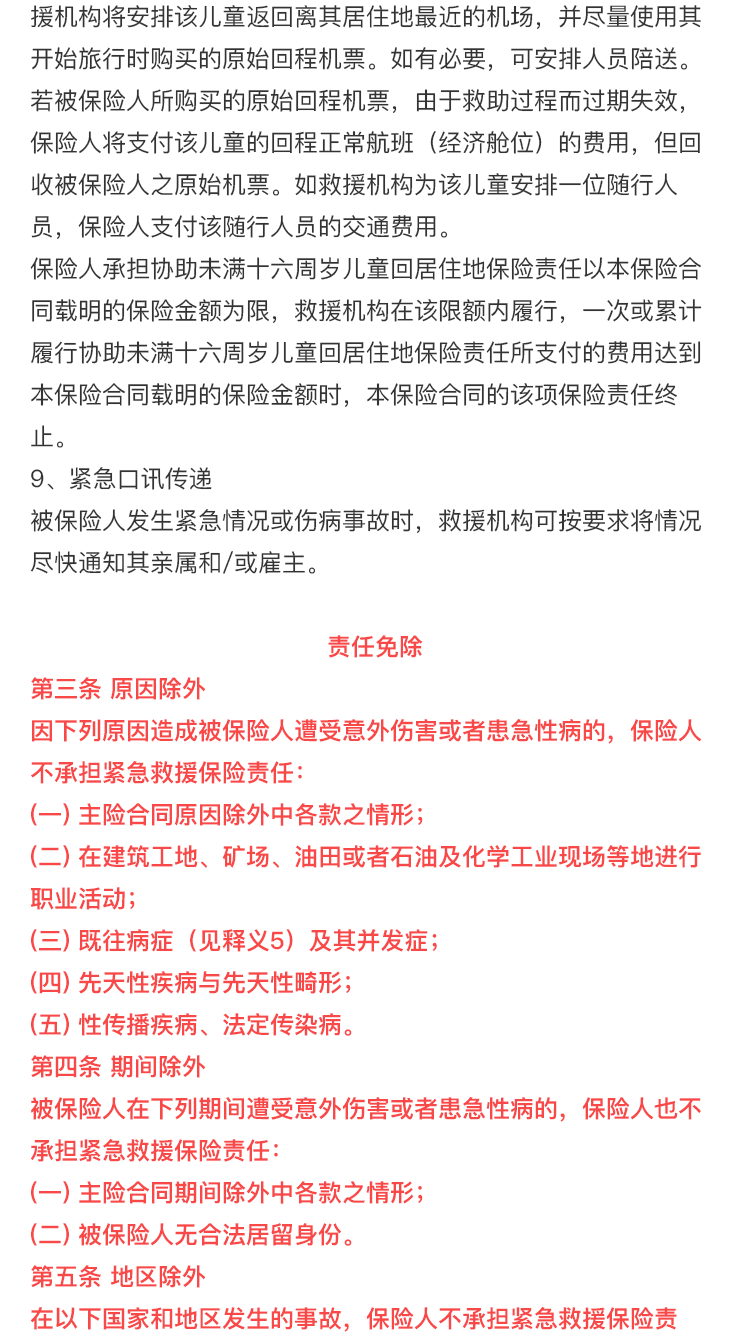 援机构将安排该儿童返回离其居住地最近的机场，并尽量使用其
开始旅行时购买的原始回程机票。如有必要，可安排人员陪送。
若被保险人所购买的原始回程机票，由于救助过程而过期失效，
保险人将支付该儿童的回程正常航班（经济舱位）的费用，但回
收被保险人之原始机票。如救援机构为该儿童安排一位随行人
员，保险人支付该随行人员的交通费用。
保险人承担协助未满十六周岁儿童回居住地保险责任以本保险合
同载明的保险金额为限，救援机构在该限额内履行，一次或累计
履行协助未满十六周岁儿童回居住地保险责任所支付的费用达到
本保险合同载明的保险金额时，本保险合同的该项保险责任终
止。
9、紧急口讯传递
被保险人发生紧急情况或伤病事故时，救援机构可按要求将情况
尽快通知其亲属和/或雇主。
责任免除
第三条 原因除外
因下列原因造成被保险人遭受意外伤害或者患急性病的，保险人
不承担紧急救援保险责任：
(一) 主险合同原因除外中各款之情形；
(二) 在建筑工地、矿场、油田或者石油及化学工业现场等地进行
职业活动；
(三) 既往病症（见释义5）及其并发症；
(四) 先天性疾病与先天性畸形；
(五) 性传播疾病、法定传染病。
第四条 期间除外
被保险人在下列期间遭受意外伤害或者患急性病的，保险人也不
承担紧急救援保险责任：
(一) 主险合同期间除外中各款之情形；
(二) 被保险人无合法居留身份。
第五条 地区除外
在以下国家和地区发生的事故，保险人不承担紧急救援保险责